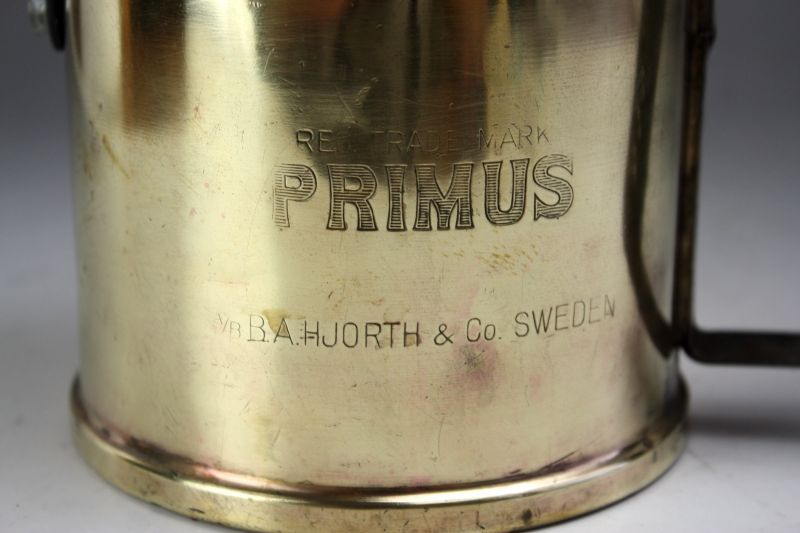 REG. TRADE MARK
PRIMUS
B.A.HJORTH & Co. SWEDEN